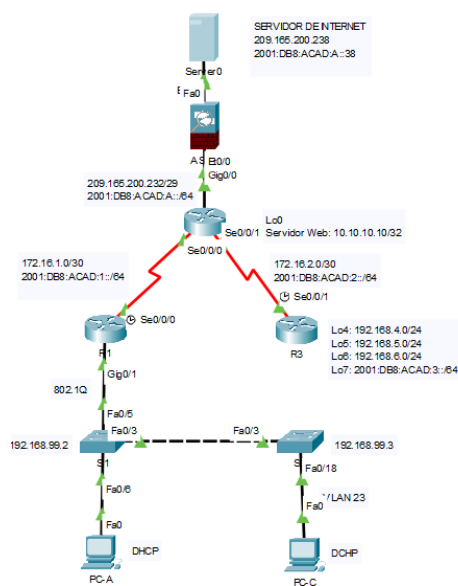 SERVIDOR DE INTERNET
209.165.200.238
2001:DB8:ACAD:A::38
Server0
Fa0
AS
Et0/0
Gig0/0
209.165.200.232/29
2001:DB8:ACAD:A::/64
Se0/0/1
Lo0
Servidor Web: 10.10.10.10/32
Se0/0/0
172.16.1.0/30
2001:DB8:ACAD:1::/64
172.16.2.0/30
2001:DB8:ACAD:2::/64
Se0/0/0
Se0/0/1
R1
R3
Lo4: 192.168.4.0/24
Lo5: 192.168.5.0/24
Lo6: 192.168.6.0/24
Lo7: 2001:DB8:ACAD:3::/64
Gig0/1
802.1Q
Fa0/5
192.168.99.2
Fa0/3
Fa0/3
192.168.99.3
S1
S
Fa0/6
Fa0/18
VLAN 23
Fa0
Fa0
DHCP
DCHP
PC-A
PC-C